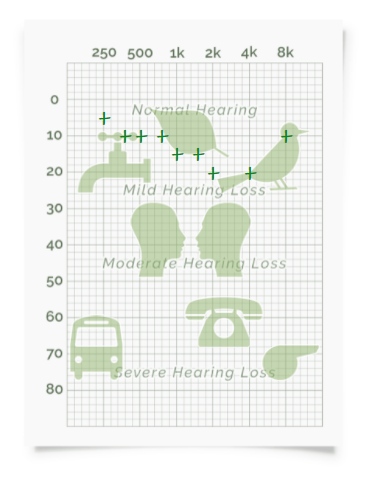 250 500 1k 2k 4k 8k
0
Normal Hearing
10
20
Mild Hearing Loss
30
40
Moderate Hearing Loss
50
60
70
Severe Hearing Loss
80